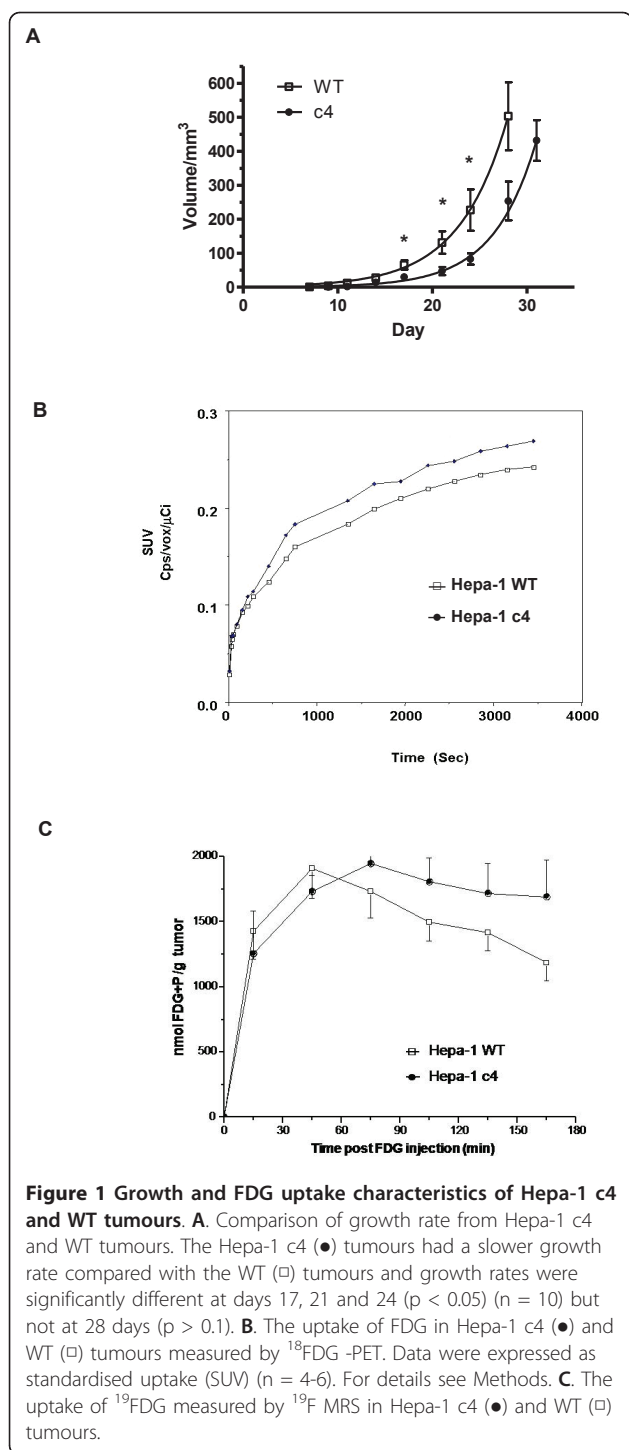 A
600
500
400
300
200
100
0
Volume/mm³
WT
c4
*
*
*
10
20
30
Day
B
0.3
0.2
0.1
0.0
SUV
Cps/vox/µCi
Hepa-1 WT
Hepa-1 c4
0
1000
2000
3000
4000
Time (Sec)
C
2000
1500
1000
500
0
nmol FDG+P /g tumor
Hepa-1 WT
Hepa-1 c4
0
30
60
90
120
150
180
Time post FDG injection (min)
Figure 1 Growth and FDG uptake characteristics of Hepa-1 c4
and WT tumours. A. Comparison of growth rate from Hepa-1 c4
and WT tumours. The Hepa-1 c4 (●) tumours had a slower growth
rate compared with the WT (□) tumours and growth rates were
significantly different at days 17, 21 and 24 (p < 0.05) (n = 10) but
not at 28 days (p > 0.1). B. The uptake of FDG in Hepa-1 c4 (●) and
WT (□) tumours measured by ¹⁸FDG -PET. Data were expressed as
standardised uptake (SUV) (n = 4-6). For details see Methods. C. The
uptake of ¹⁹FDG measured by ¹⁹F MRS in Hepa-1 c4 (●) and WT (□)
tumours.